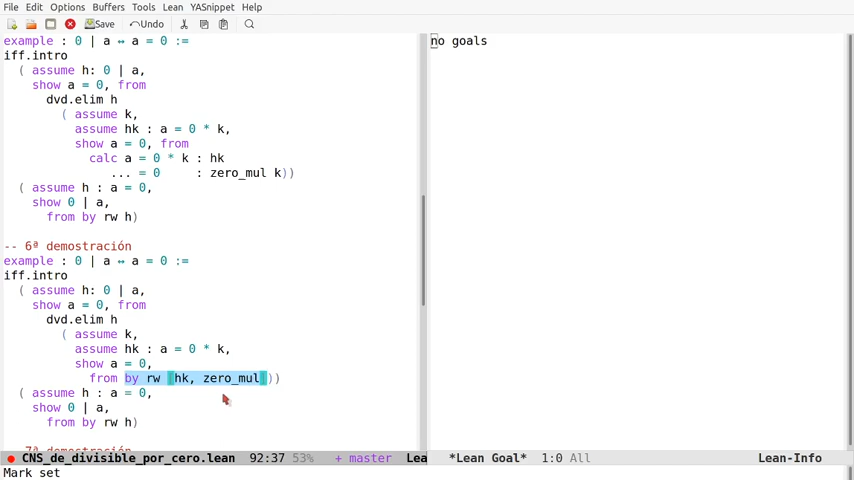 File Edit Options Buffers Tools Lean YASnippet Help
Save Undo
example : 0 | a ↔ a = 0 :=
iff.intro
( assume h: 0 | a,
show a = 0, from
dvd.elim h
( assume k,
assume hk : a = 0 * k,
show a = 0, from
calc a = 0 * k : hk
... = 0 : zero_mul k))
( assume h : a = 0,
show 0 | a,
from by rw h)
-- 6ª demostración
example : 0 | a ↔ a = 0 :=
iff.intro
( assume h: 0 | a,
show a = 0, from
dvd.elim h
( assume k,
assume hk : a = 0 * k,
show a = 0,
from by rw [hk, zero_mul]))
( assume h : a = 0,
show 0 | a,
from by rw h)
-- 7ª demostración
no goals
CNS_de_divisible_por_cero.lean 92:37 53% + master Lea
*Lean Goal* 1:0 All Lean-Info
Mark set